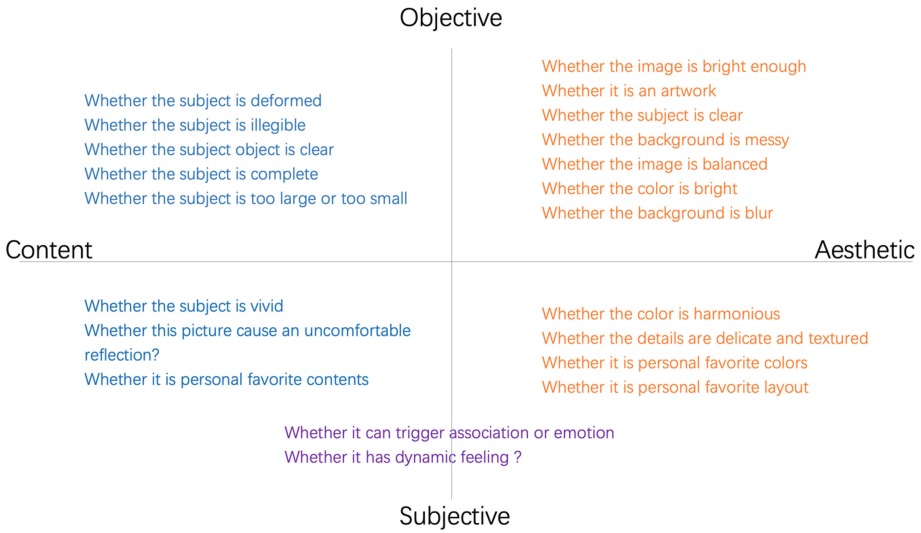 Objective
Whether the subject is deformed
Whether the subject is illegible
Whether the subject object is clear
Whether the subject is complete
Whether the subject is too large or too small
Whether the image is bright enough
Whether it is an artwork
Whether the subject is clear
Whether the background is messy
Whether the image is balanced
Whether the color is bright
Whether the background is blur
Content
Aesthetic
Whether the subject is vivid
Whether this picture cause an uncomfortable
reflection?
Whether it is personal favorite contents
Whether the color is harmonious
Whether the details are delicate and textured
Whether it is personal favorite colors
Whether it is personal favorite layout
Whether it can trigger association or emotion
Whether it has dynamic feeling ?
Subjective